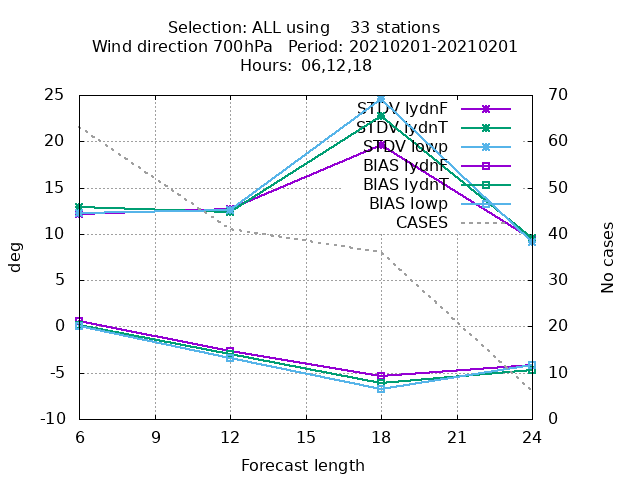 Selection: ALL using    33 stations
Wind direction 700hPa   Period: 20210201-20210201
Hours:  06,12,18
25
20
15
10
5
0
-5
-10
deg
70
60
50
40
30
20
10
0
No cases
STDV lydnF
STDV lydnT
STDV lowp
BIAS lydnF
BIAS lydnT
BIAS lowp
CASES
6 9 12 15 18 21 24
Forecast length